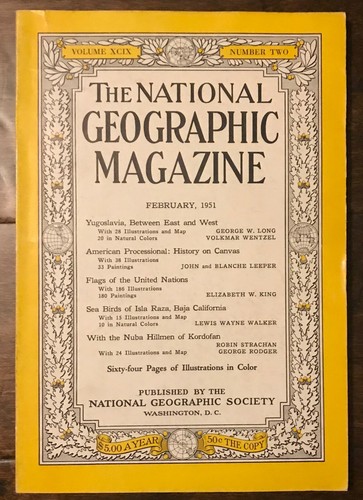 VOLUME XCIX NUMBER TWO
THE NATIONAL
GEOGRAPHIC
MAGAZINE
FEBRUARY, 1951
Yugoslavia, Between East and West
With 28 Illustrations and Map GEORGE W. LONG
20 in Natural Colors VOLKMAR WENTZEL
American Processional: History on Canvas
With 36 Illustrations
33 Paintings JOHN and BLANCHE LEEPER
Flags of the United Nations
With 186 Illustrations
180 Paintings ELIZABETH W. KING
Sea Birds of Isla Raza, Baja California
With 15 Illustrations and Map
10 in Natural Colors LEWIS WAYNE WALKER
With the Nuba Hillmen of Kordofan
ROBIN STRACHAN
With 24 Illustrations and Map GEORGE RODGER
Sixty-four Pages of Illustrations in Color
PUBLISHED BY THE
NATIONAL GEOGRAPHIC SOCIETY
WASHINGTON, D. C.
$5.00 A YEAR 50¢ THE COPY